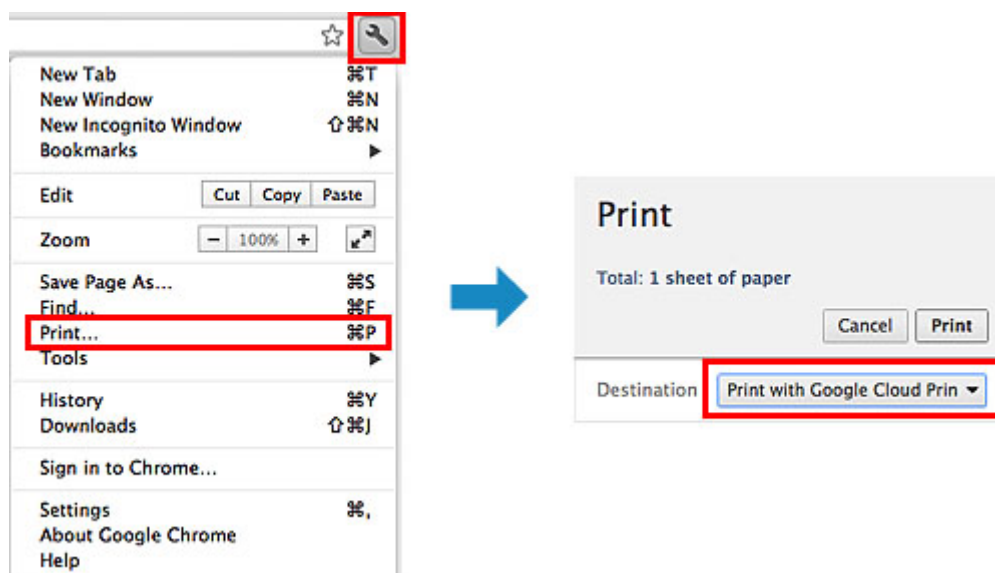 New Tab ⌘T
New Window ⌘N
New Incognito Window ⇧⌘N
Bookmarks ▶
Edit Cut Copy Paste
Zoom − 100% +
Save Page As... ⌘S
Find... ⌘F
Print... ⌘P
Tools ▶
History ⌘Y
Downloads ⇧⌘J
Sign in to Chrome...
Settings ⌘,
About Google Chrome
Help
Print
Total: 1 sheet of paper
Cancel Print
Destination Print with Google Cloud Prin